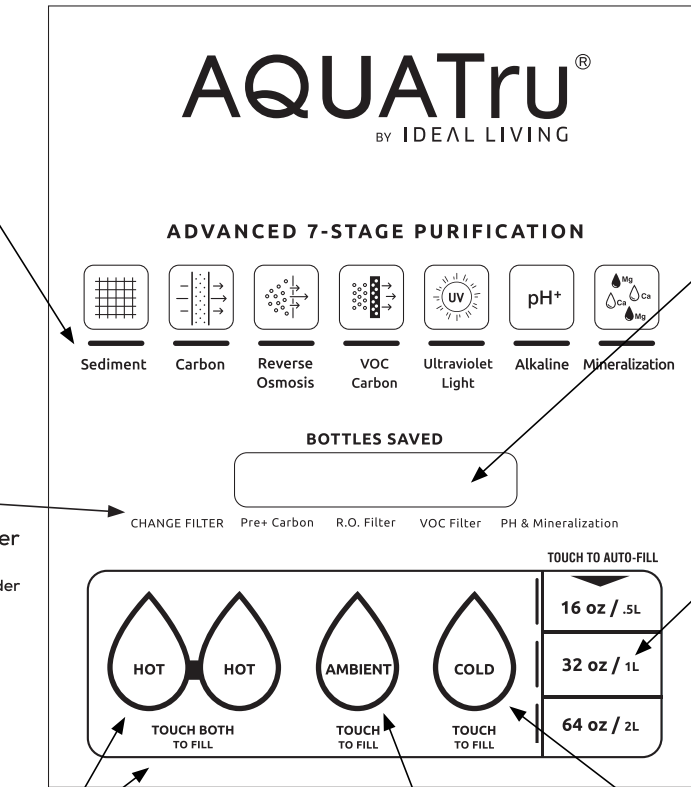 AQUATru®
BY IDEAL LIVING
ADVANCED 7-STAGE PURIFICATION
UV
pH+
Mg
Ca
Ca
Mg
Sediment
Carbon
Reverse
Osmosis
VOC
Carbon
Ultraviolet
Light
Alkaline
Mineralization
BOTTLES SAVED
CHANGE FILTER Pre+ Carbon R.O. Filter VOC Filter PH & Mineralization
er
der
TOUCH TO AUTO-FILL
16 oz / .5L
32 oz / 1L
64 oz / 2L
HOT HOT AMBIENT COLD
TOUCH BOTH
TO FILL
TOUCH
TO FILL
TOUCH
TO FILL